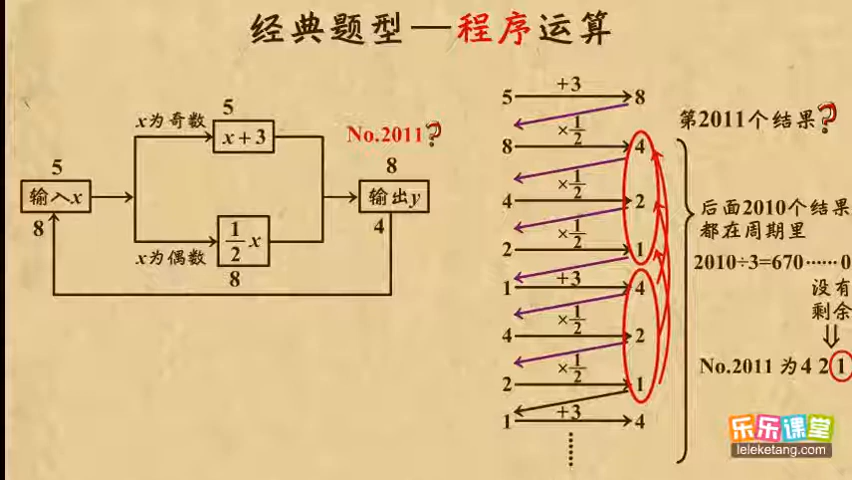 经典题型—程序运算
5
x为奇数
x+3
No.2011?
5
8
输入x
输出y
8
4
1/2 x
x为偶数
8
+3
5 8
×1/2
8 4
×1/2
4 2
×1/2
2 1
+3
1 4
×1/2
4 2
×1/2
2 1
+3
1 4
第2011个结果?
后面2010个结果
都在周期里
2010÷3=670……0
没有
剩余
⇓
No.2011 为 4 2 1
乐乐课堂
leleketang.com